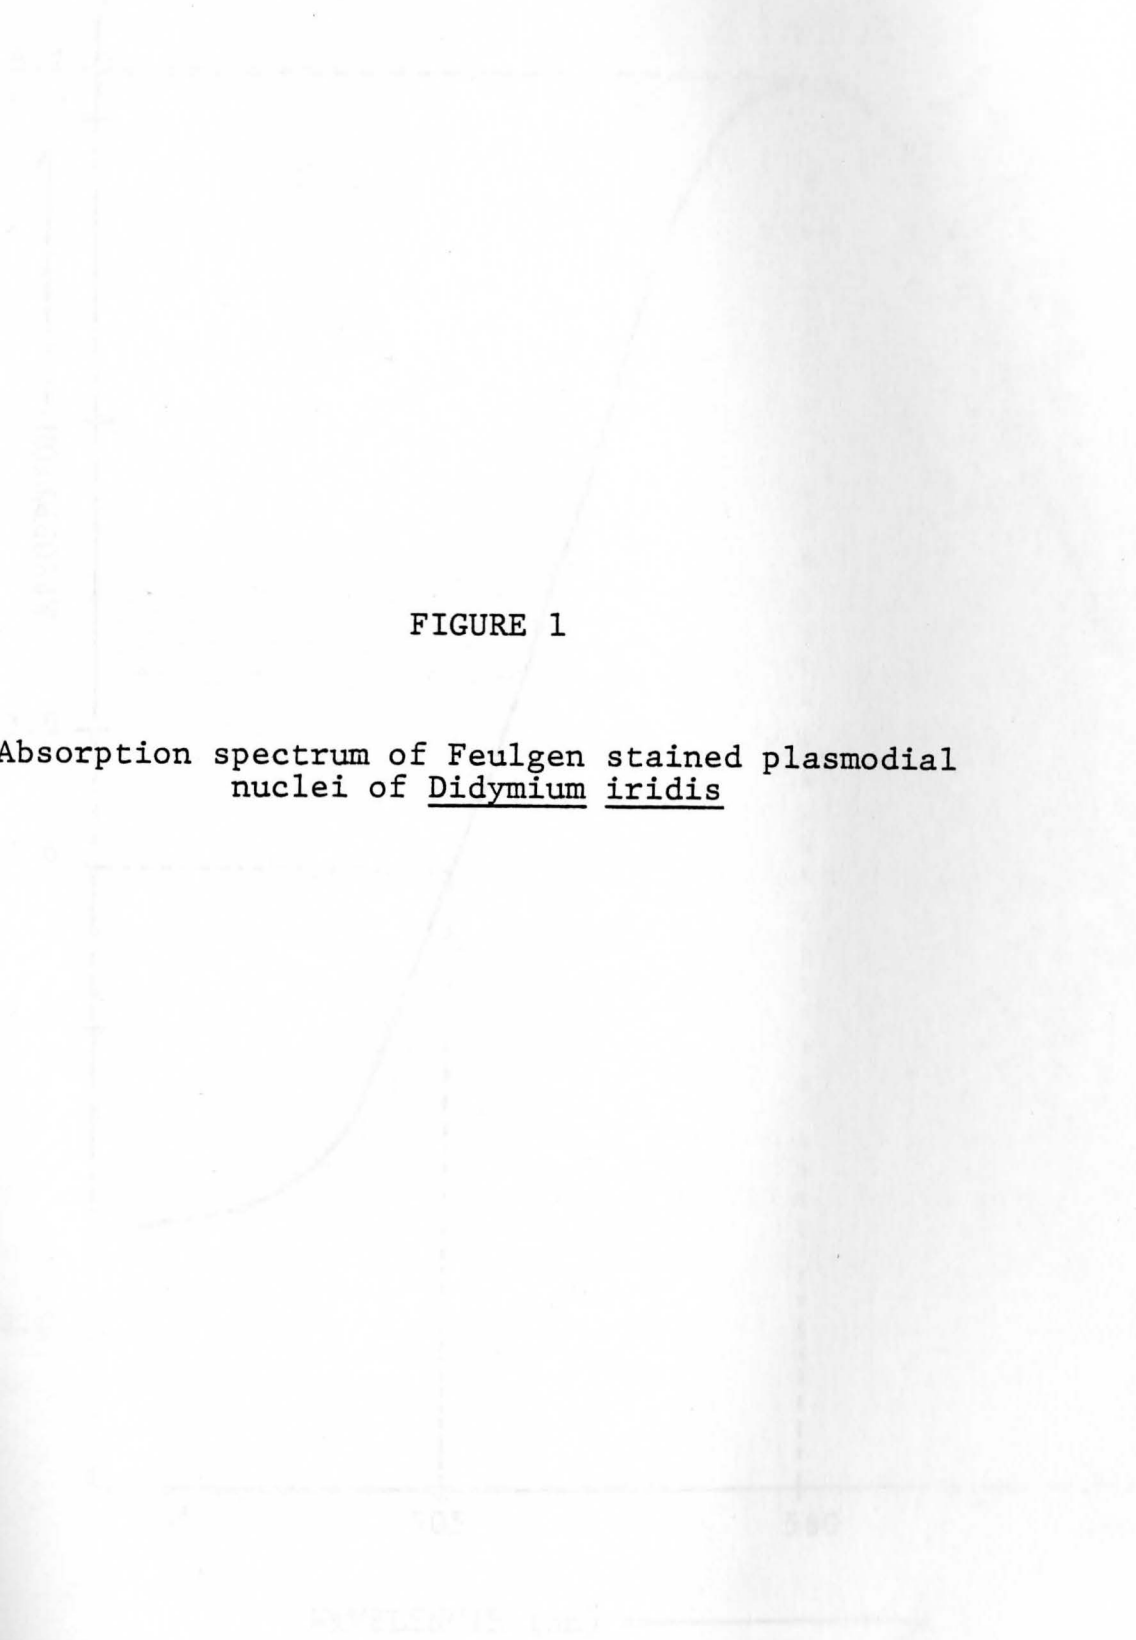 FIGURE 1
Absorption spectrum of Feulgen stained plasmodial
nuclei of Didymium iridis